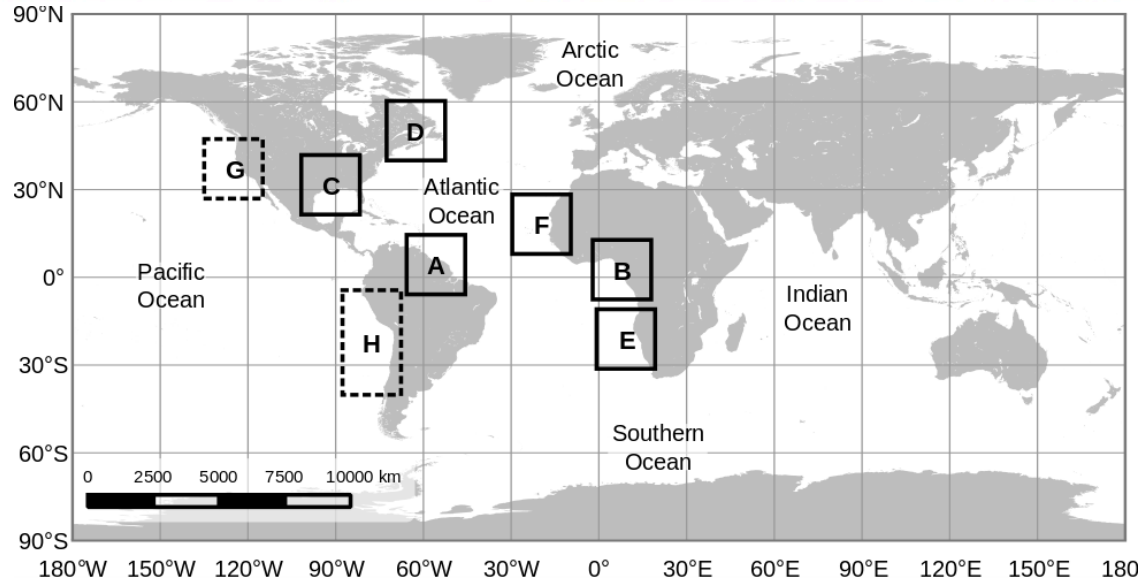 90°N
Arctic
Ocean
60°N
D
G
C
Atlantic
Ocean
30°N
F
A
B
0°
Pacific
Ocean
Indian
Ocean
H
E
30°S
Southern
Ocean
60°S
0 2500 5000 7500 10000 km
90°S
180°W 150°W 120°W 90°W 60°W 30°W 0° 30°E 60°E 90°E 120°E 150°E 180°